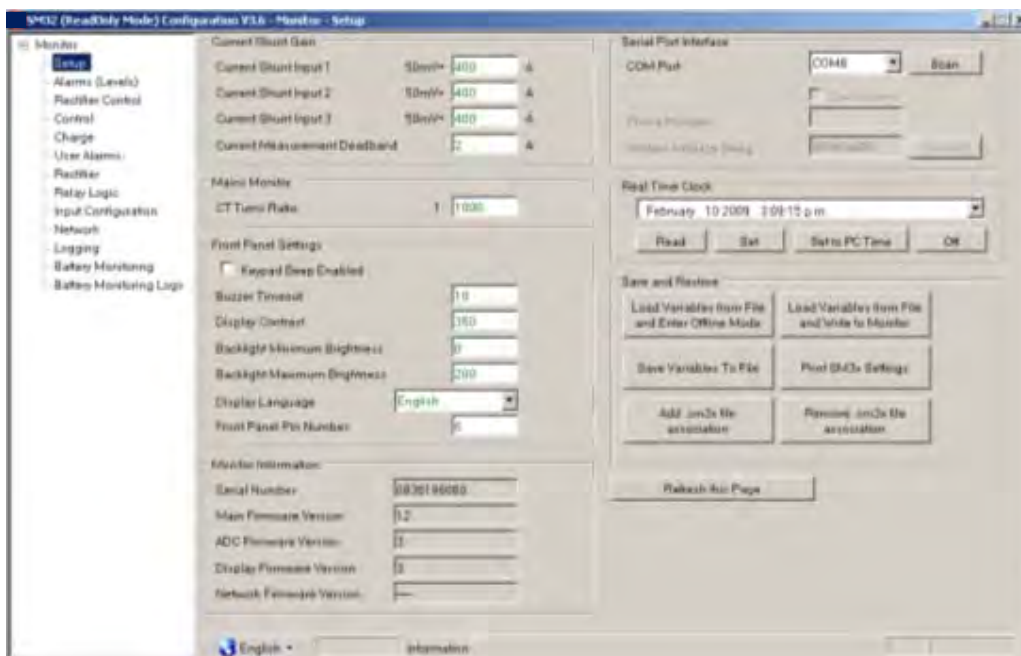 SM32 (ReadOnly Mode) Configuration V3.6 - Monitor - Setup
Monitor
Setup
Alarms (Levels)
Rectifier Control
Control
Charge
User Alarms
Rectifier
Relay Logic
Input Configuration
Network
Logging
Battery Monitoring
Battery Monitoring Logs
Current Shunt Gain
Current Shunt Input 1 50mV= 400 A
Current Shunt Input 2 50mV= 400 A
Current Shunt Input 3 50mV= 400 A
Current Measurement Deadband 2 A
Mains Monitor
CT Turns Ratio 1: 1000
Front Panel Settings
Keypad Beep Enabled
Buzzer Timeout 10
Display Contrast 350
Backlight Minimum Brightness 0
Backlight Maximum Brightness 200
Display Language English
Front Panel Pin Number
Monitor Information
Serial Number
Main Firmware Version
ADC Firmware Version 3
Display Firmware Version 3
Network Firmware Version ---
Serial Port Interface
COM Port COM8 Scan
Real Time Clock
February 10 2009 3:09:15 p.m.
Read Set Set to PC Time Off
Save and Restore
Load Variables from File and Enter Offline Mode
Load Variables from File and Write to Monitor
Save Variables To File
Print SM3x Settings
Add .sm3x file association
Remove .sm3x file association
Refresh this Page
English
Information